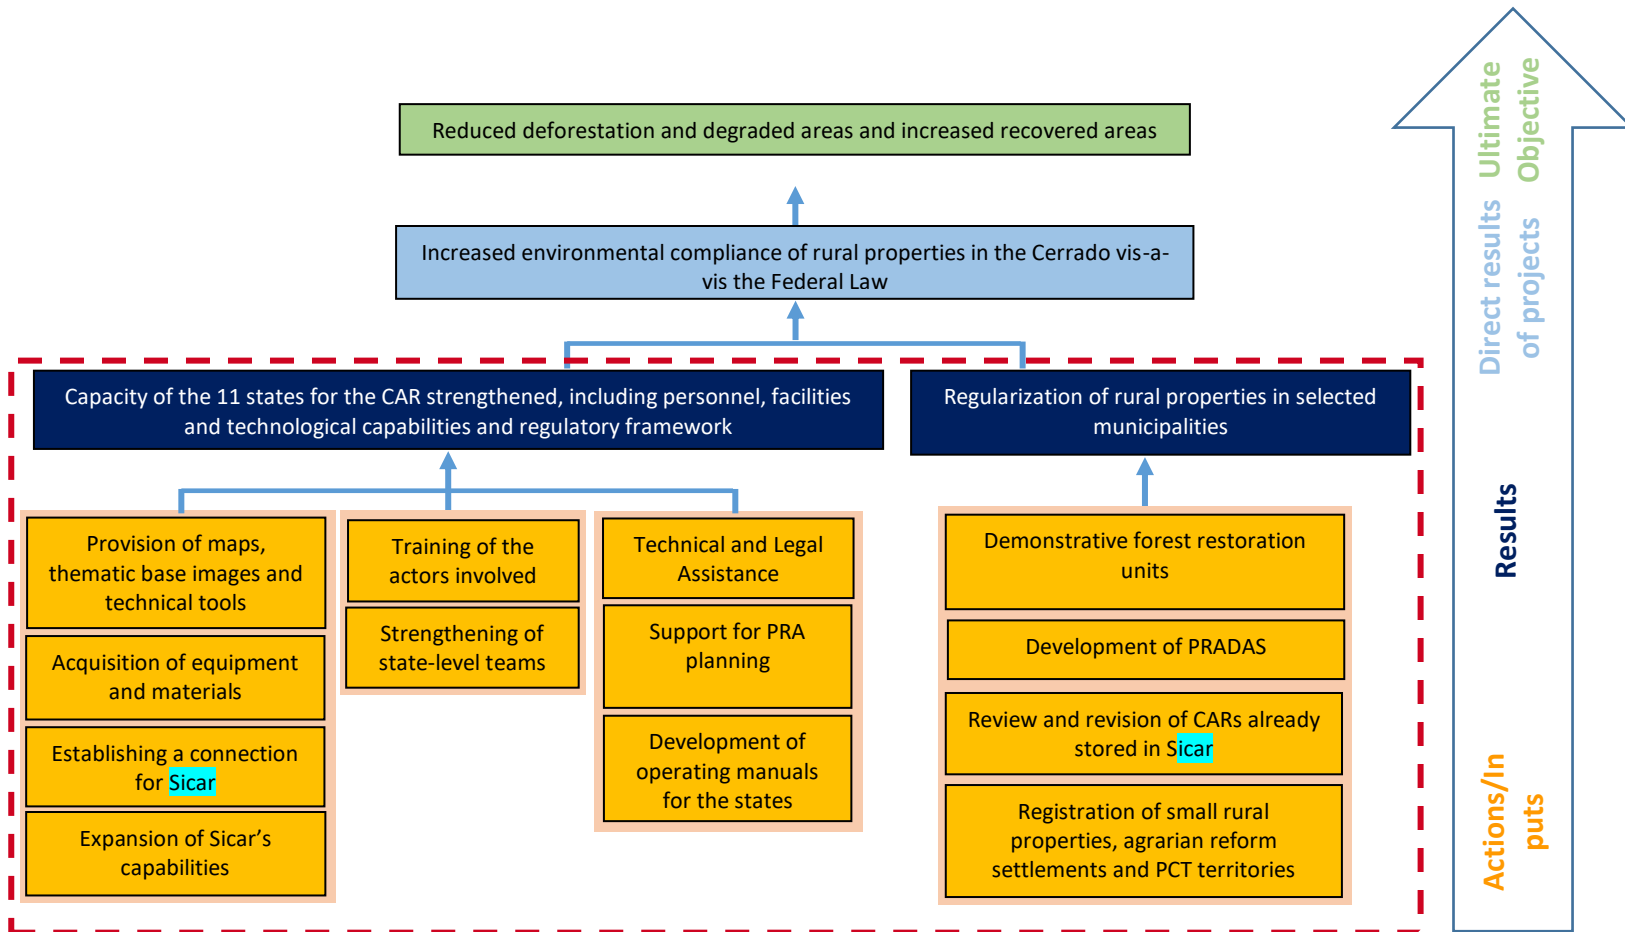 Reduced deforestation and degraded areas and increased recovered areas
Increased environmental compliance of rural properties in the Cerrado vis-a-
vis the Federal Law
Capacity of the 11 states for the CAR strengthened, including personnel, facilities
and technological capabilities and regulatory framework
Regularization of rural properties in selected
municipalities
Provision of maps,
thematic base images and
technical tools
Acquisition of equipment
and materials
Establishing a connection
for Sicar
Expansion of Sicar’s
capabilities
Training of the
actors involved
Strengthening of
state-level teams
Technical and Legal
Assistance
Support for PRA
planning
Development of
operating manuals
for the states
Demonstrative forest restoration
units
Development of PRADAS
Review and revision of CARs already
stored in Sicar
Registration of small rural
properties, agrarian reform
settlements and PCT territories
Ultimate
Objective
Direct results
of projects
Results
Actions/In
puts